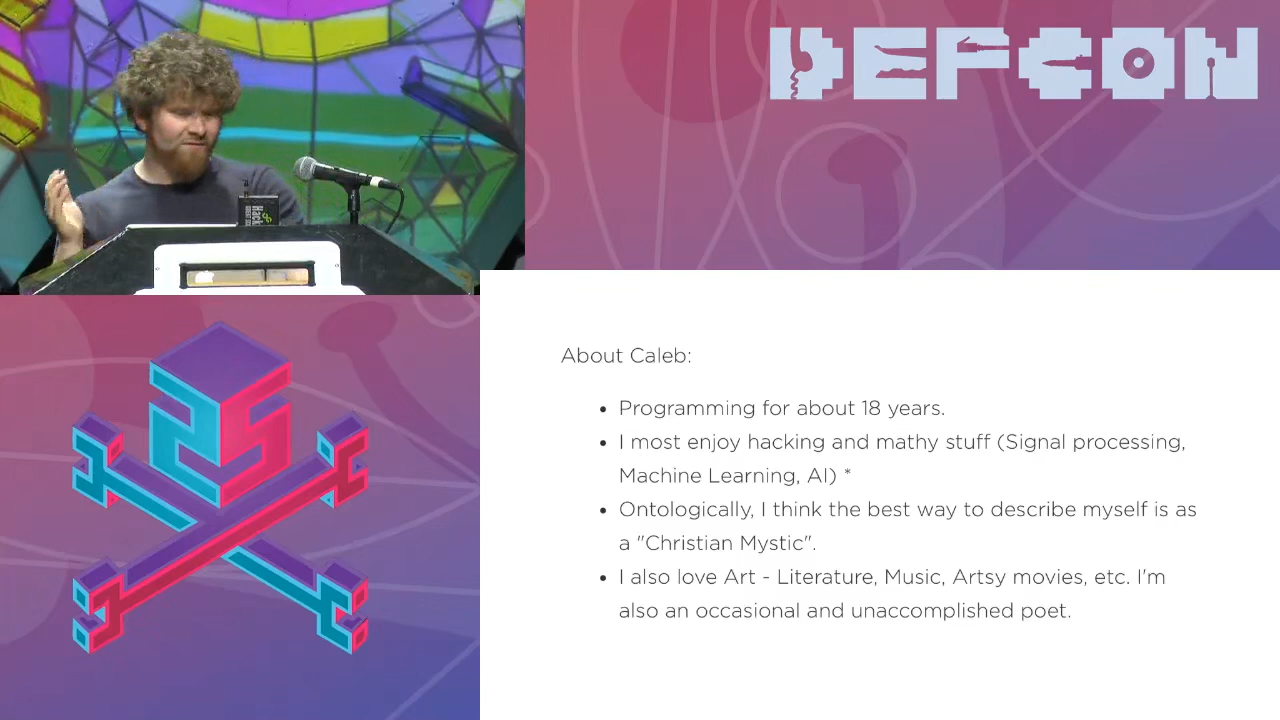 DEFCON
Hack
About Caleb:
• Programming for about 18 years.
• I most enjoy hacking and mathy stuff (Signal processing,
Machine Learning, AI) *
• Ontologically, I think the best way to describe myself is as
a "Christian Mystic".
• I also love Art - Literature, Music, Artsy movies, etc. I'm
also an occasional and unaccomplished poet.